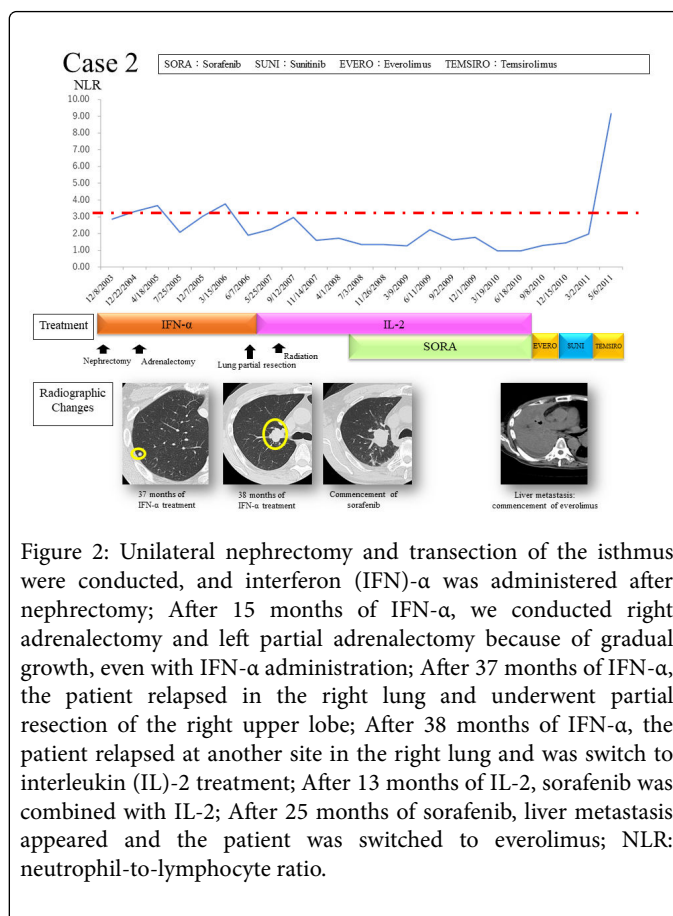 Case 2
SORA：Sorafenib SUNI：Sunitinib EVERO：Everolimus TEMSIRO：Temsirolimus
NLR
10.00
9.00
8.00
7.00
6.00
5.00
4.00
3.00
2.00
1.00
0.00
12/8/2003
12/22/2004
4/18/2005
7/25/2005
12/7/2005
3/15/2006
6/7/2006
5/25/2007
9/12/2007
11/14/2007
4/1/2008
7/3/2008
11/26/2008
3/9/2009
6/11/2009
9/2/2009
12/1/2009
3/19/2010
6/18/2010
9/8/2010
12/15/2010
3/2/2011
5/6/2011
Treatment
IFN-α
IL-2
SORA
EVERO
SUNI
TEMSIRO
Nephrectomy
Adrenalectomy
Lung partial resection
Radiation
Radiographic
Changes
37 months of
IFN-α treatment
38 months of
IFN-α treatment
Commencement of
sorafenib
Liver metastasis:
commencement of everolimus
Figure 2: Unilateral nephrectomy and transection of the isthmus
were conducted, and interferon (IFN)-α was administered after
nephrectomy; After 15 months of IFN-α, we conducted right
adrenalectomy and left partial adrenalectomy because of gradual
growth, even with IFN-α administration; After 37 months of IFN-α,
the patient relapsed in the right lung and underwent partial
resection of the right upper lobe; After 38 months of IFN-α, the
patient relapsed at another site in the right lung and was switch to
interleukin (IL)-2 treatment; After 13 months of IL-2, sorafenib was
combined with IL-2; After 25 months of sorafenib, liver metastasis
appeared and the patient was switched to everolimus; NLR:
neutrophil-to-lymphocyte ratio.